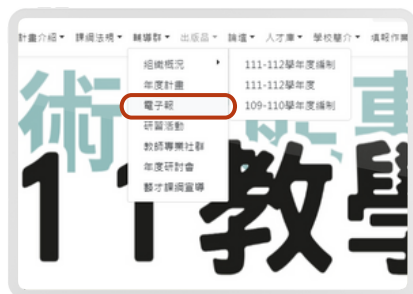 計畫介紹 課綱法規 輔導群 出版品 論壇 人才庫 學校簡介 填報作業
組織概況 111-112學年度編制
年度計畫 111-112學年度
電子報 109-110學年度編制
研習活動
教師專業社群
年度研討會
藝才課綱宣導
術
11教學